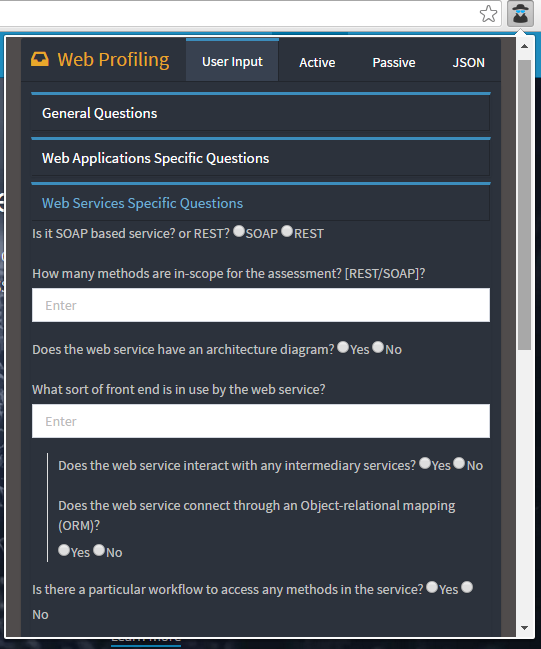 Web Profiling User Input Active Passive JSON
General Questions
Web Applications Specific Questions
Web Services Specific Questions
Is it SOAP based service? or REST? SOAP REST
How many methods are in-scope for the assessment? [REST/SOAP]?
Enter
Does the web service have an architecture diagram? Yes No
What sort of front end is in use by the web service?
Enter
Does the web service interact with any intermediary services? Yes No
Does the web service connect through an Object-relational mapping
(ORM)?
Yes No
Is there a particular workflow to access any methods in the service? Yes
No
Learn more